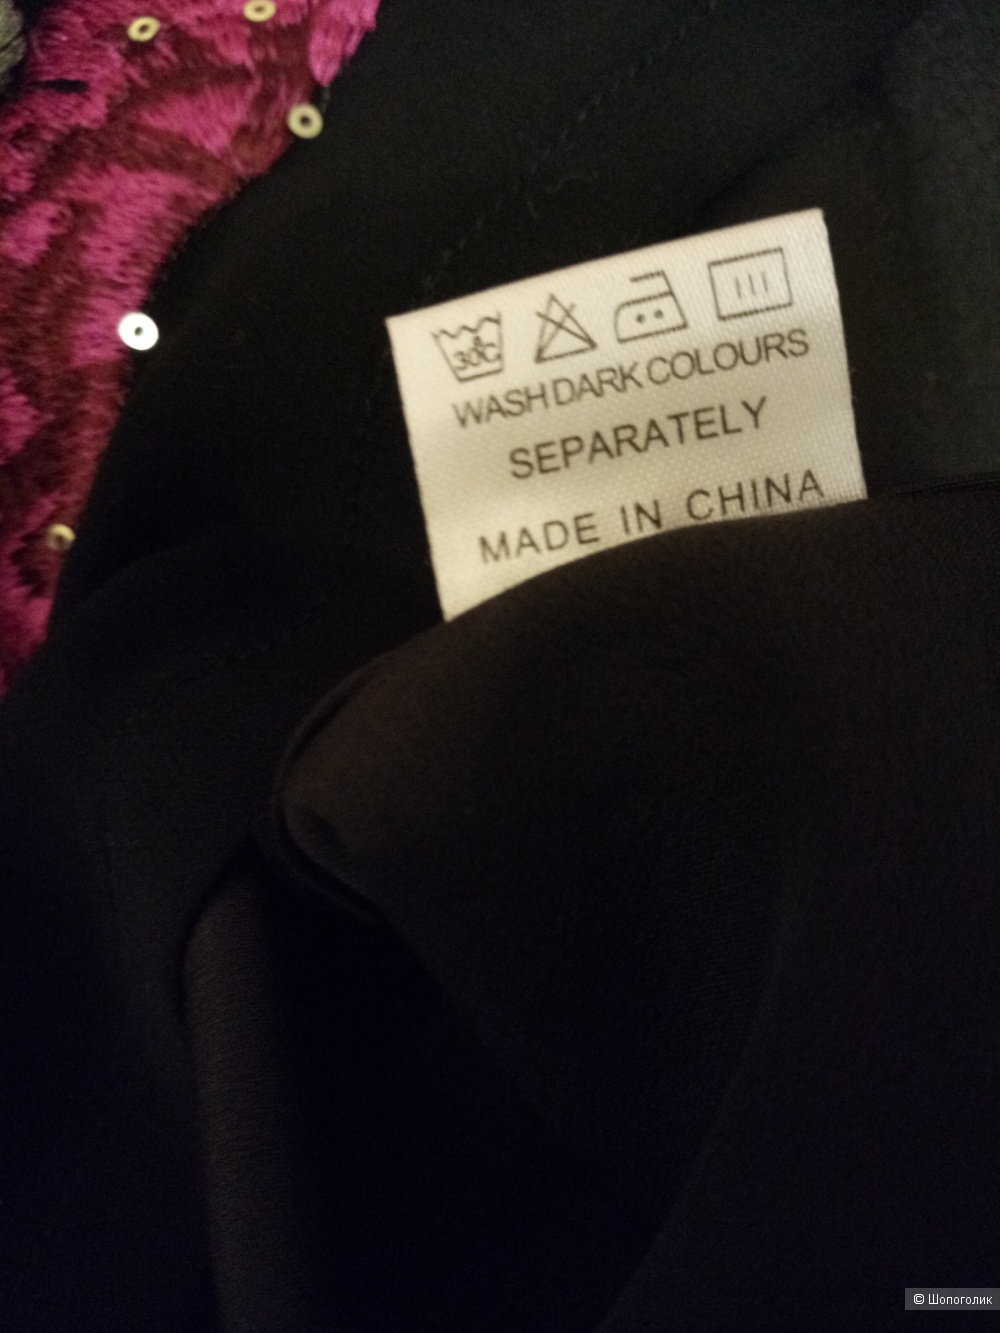 30°C
WASH DARK COLOURS
SEPARATELY
MADE IN CHINA
© Шопоголик